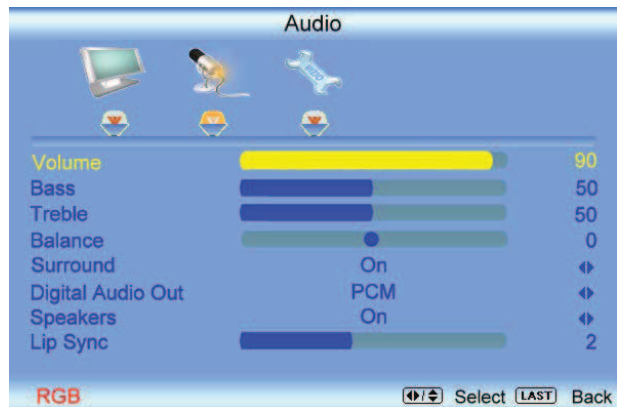 Audio
Volume 90
Bass 50
Treble 50
Balance 0
Surround On
Digital Audio Out PCM
Speakers On
Lip Sync 2
RGB Select LAST Back